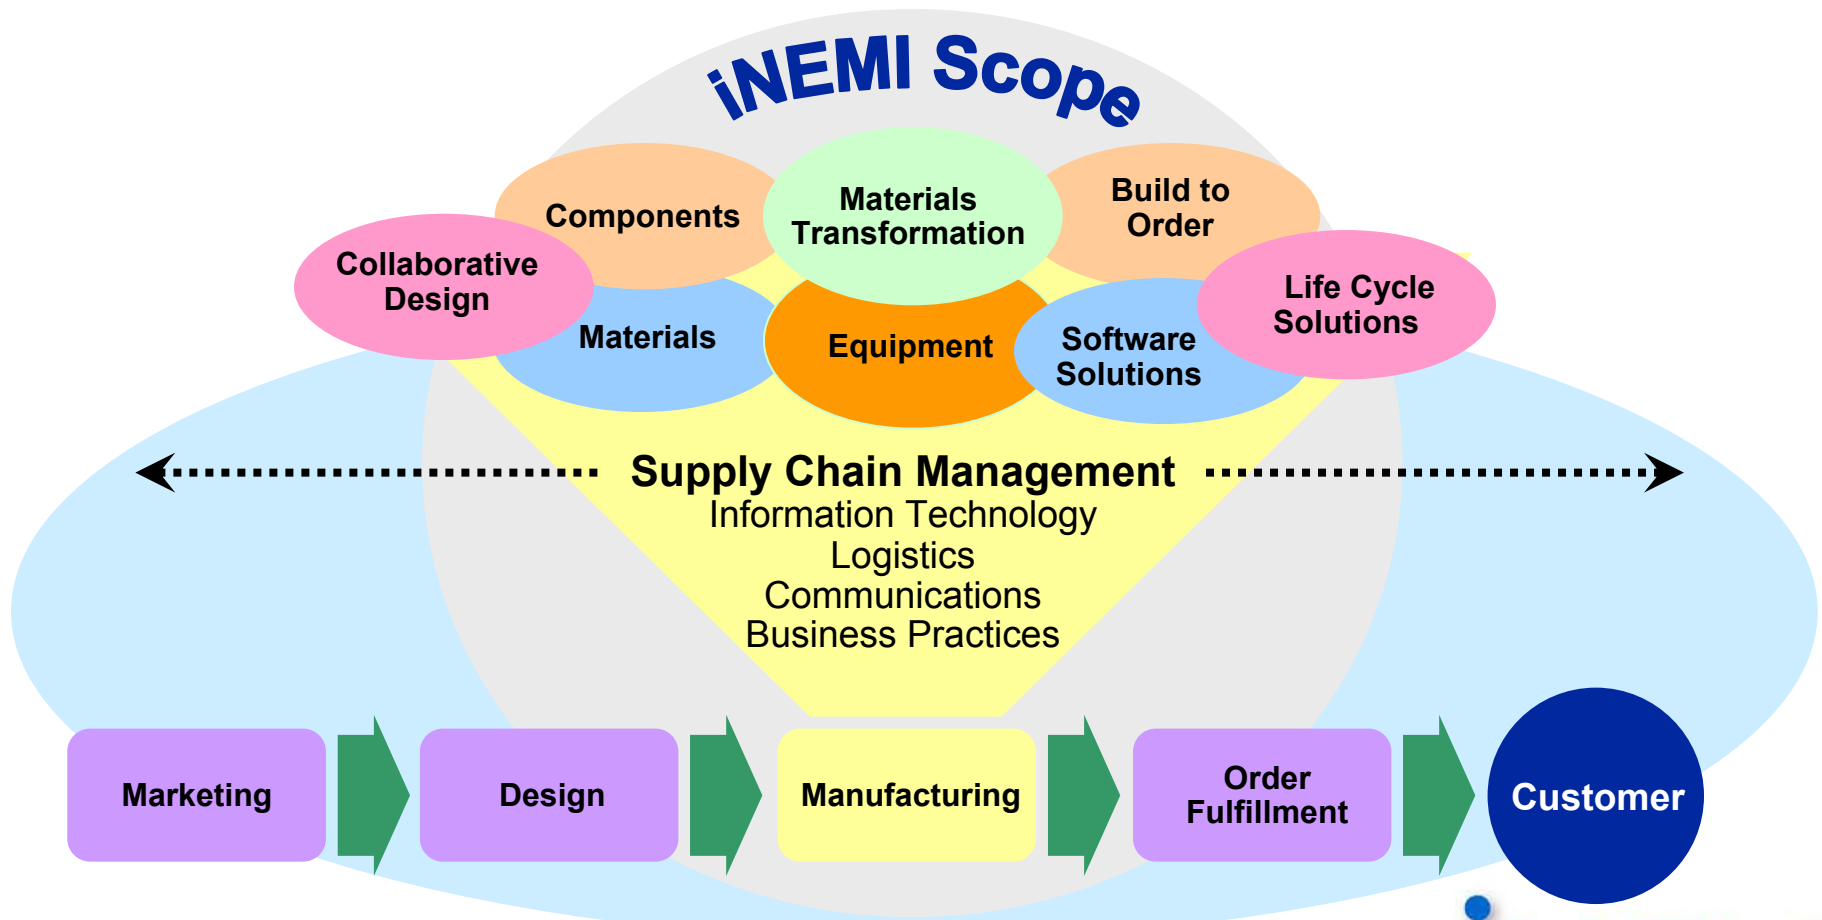 iNEMI Scope
Components
Materials
Transformation
Build to
Order
Collaborative
Design
Life Cycle
Solutions
Materials
Equipment
Software
Solutions
Supply Chain Management
Information Technology
Logistics
Communications
Business Practices
Marketing
Design
Manufacturing
Order
Fulfillment
Customer